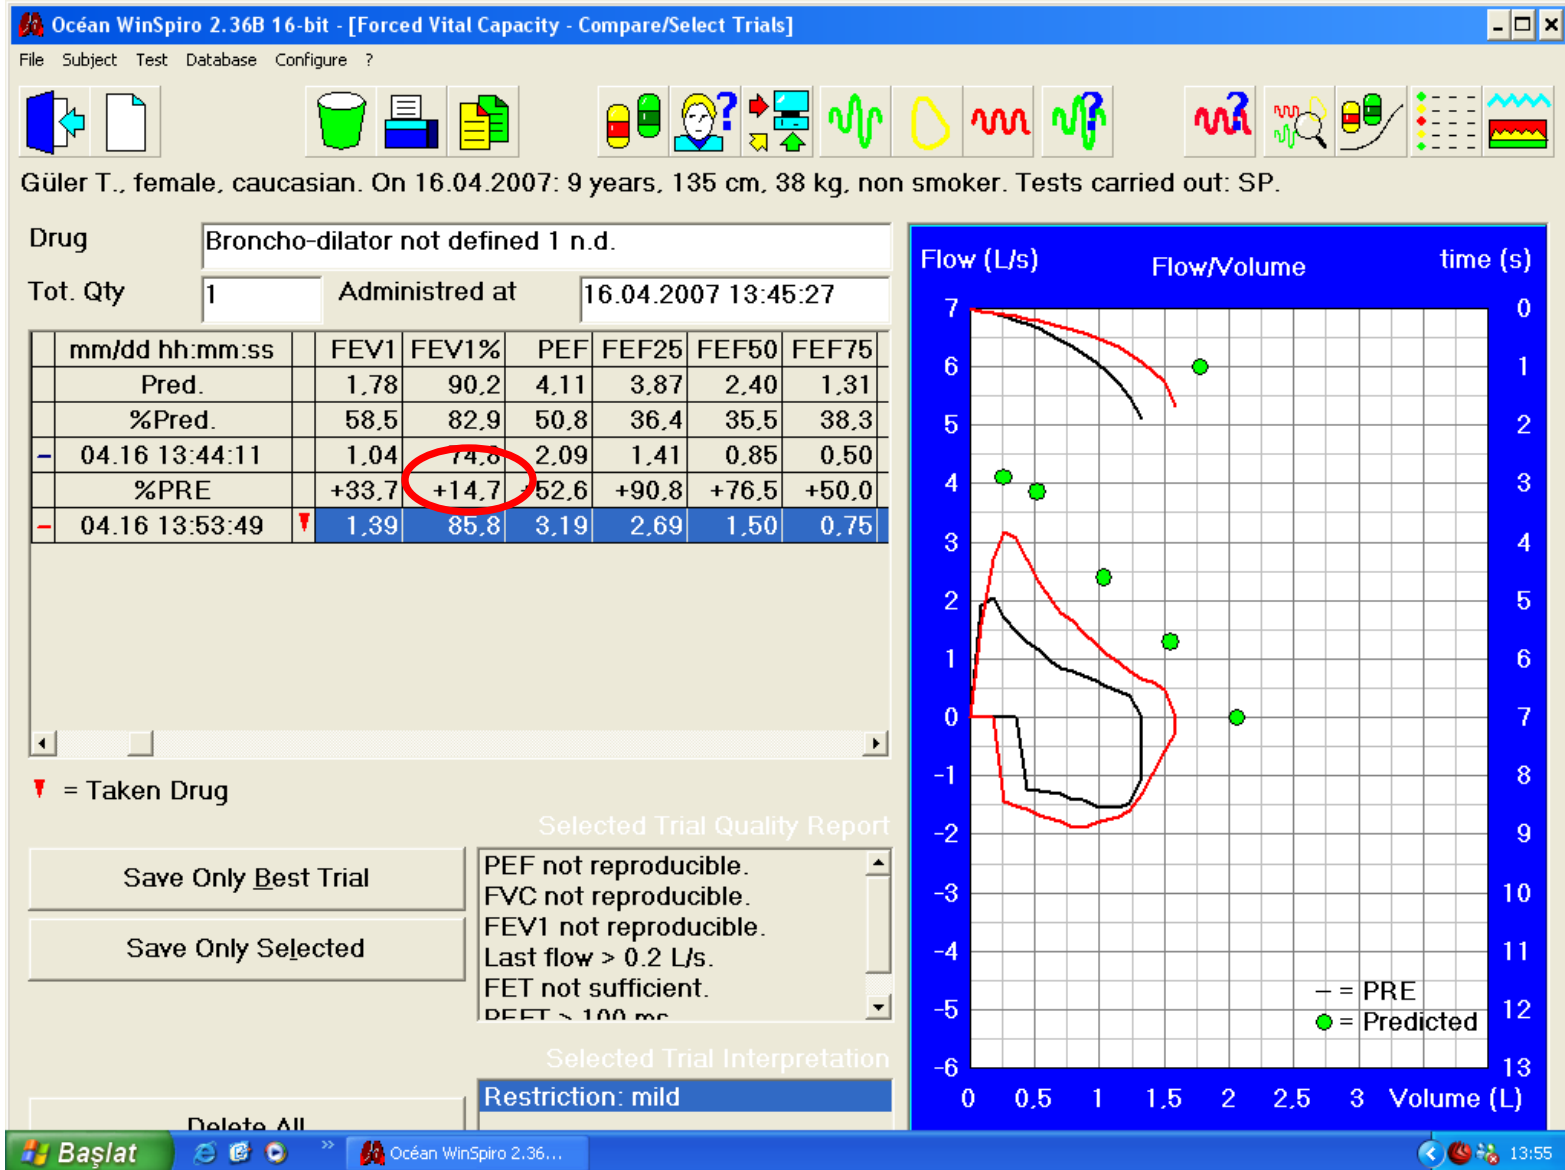 Océan WinSpiro 2.36B 16-bit - [Forced Vital Capacity - Compare/Select Trials]
File Subject Test Database Configure ?
Güler T., female, caucasian. On 16.04.2007: 9 years, 135 cm, 38 kg, non smoker. Tests carried out: SP.
Drug Broncho-dilator not defined 1 n.d.
Tot. Qty 1 Administred at 16.04.2007 13:45:27
mm/dd hh:mm:ss FEV1 FEV1% PEF FEF25 FEF50 FEF75
Pred. 1,78 90,2 4,11 3,87 2,40 1,31
%Pred. 58,5 82,9 50,8 36,4 35,5 38,3
04.16 13:44:11 1,04 74,8 2,09 1,41 0,85 0,50
%PRE +33,7 +14,7 +52,6 +90,8 +76,5 +50,0
04.16 13:53:49 1,39 85,8 3,19 2,69 1,50 0,75
= Taken Drug
Selected Trial Quality Report
Save Only Best Trial
Save Only Selected
PEF not reproducible.
FVC not reproducible.
FEV1 not reproducible.
Last flow > 0.2 L/s.
FET not sufficient.
PEFT > 100 ms
Selected Trial Interpretation
Restriction: mild
Delete All
Flow (L/s) Flow/Volume time (s)
7 0
6 1
5 2
4 3
3 4
2 5
1 6
0 7
-1 8
-2 9
-3 10
-4 11
-5 12
-6 13
– = PRE
= Predicted
0 0,5 1 1,5 2 2,5 3 Volume (L)
Başlat » Océan WinSpiro 2.36... 13:55